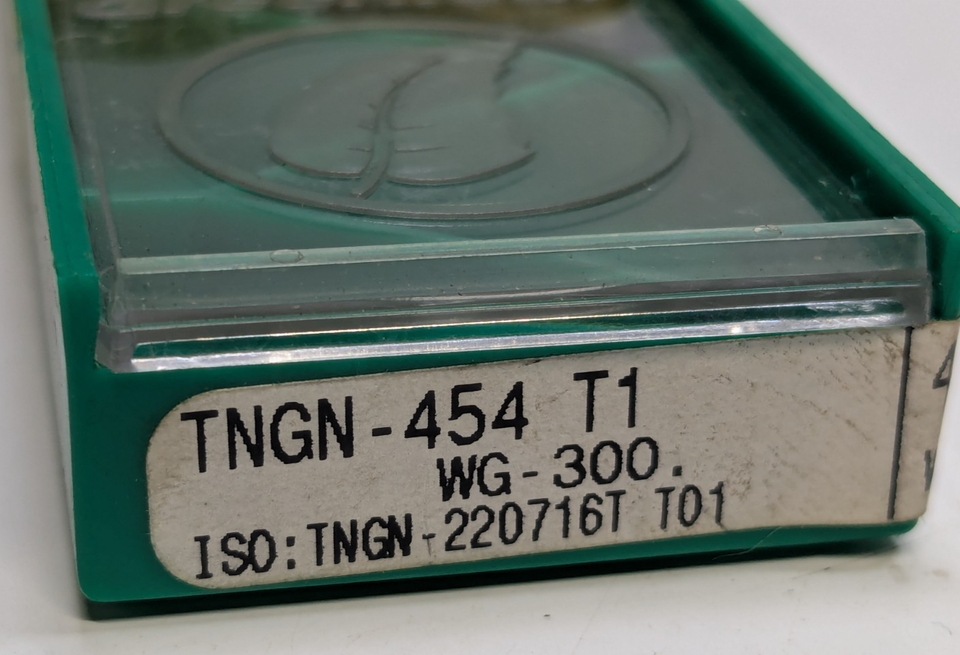 TNGN-454 T1
WG-300.
ISO:TNGN-220716T T01